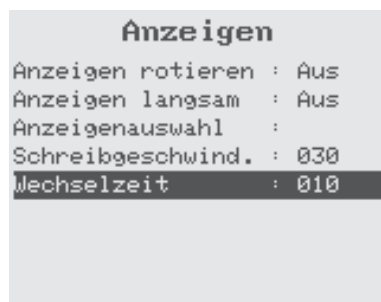 Anzeigen
Anzeigen rotieren : Aus
Anzeigen langsam : Aus
Anzeigenauswahl :
Schreibgeschwind. : 030
Wechselzeit : 010